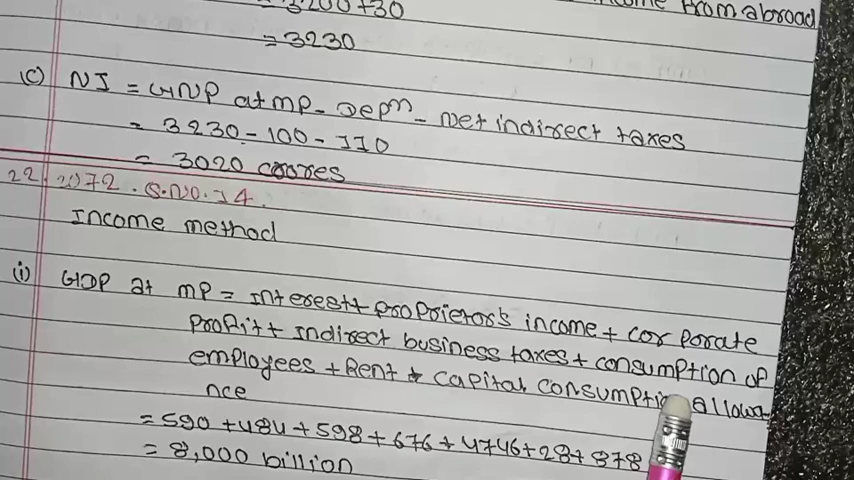 = 3200+30
income from abroad
= 3230
(c) NI = GNP at mp - Depⁿ - net indirect taxes
= 3230 - 100 - 110
= 3020 crores
22. 2072. S.NO. 14.
Income method
(i) GDP at mp = Interest + proprietor's income + corporate
profit + Indirect business taxes + consumption of
employees + Rent + capital consumption allowa
nce
= 590 + 484 + 598 + 676 + 4746 + 28 + 878
= 8,000 billion